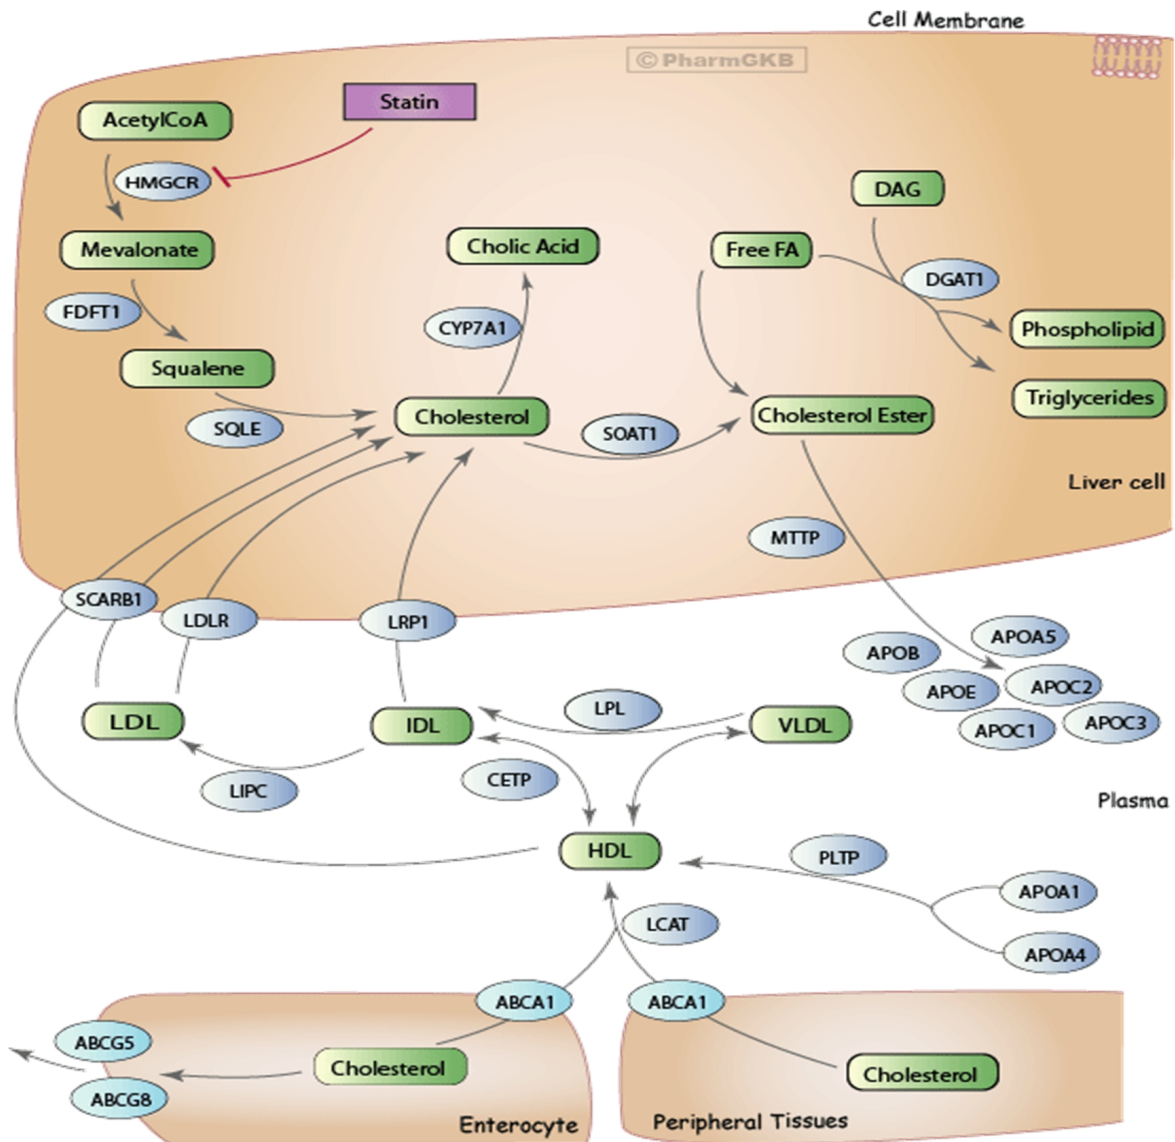 Cell Membrane
© PharmGKB
Statin
AcetylCoA
HMGCR
DAG
Mevalonate
Cholic Acid
Free FA
DGAT1
FDFT1
CYP7A1
Phospholipid
Squalene
Triglycerides
Cholesterol
Cholesterol Ester
SQLE
SOAT1
Liver cell
MTTP
SCARB1
LDLR
LRP1
APOA5
APOB
APOE
APOC2
LPL
LDL
IDL
VLDL
APOC1
APOC3
CETP
LIPC
Plasma
HDL
PLTP
APOA1
LCAT
APOA4
ABCA1
ABCA1
ABCG5
Cholesterol
Cholesterol
ABCG8
Enterocyte
Peripheral Tissues